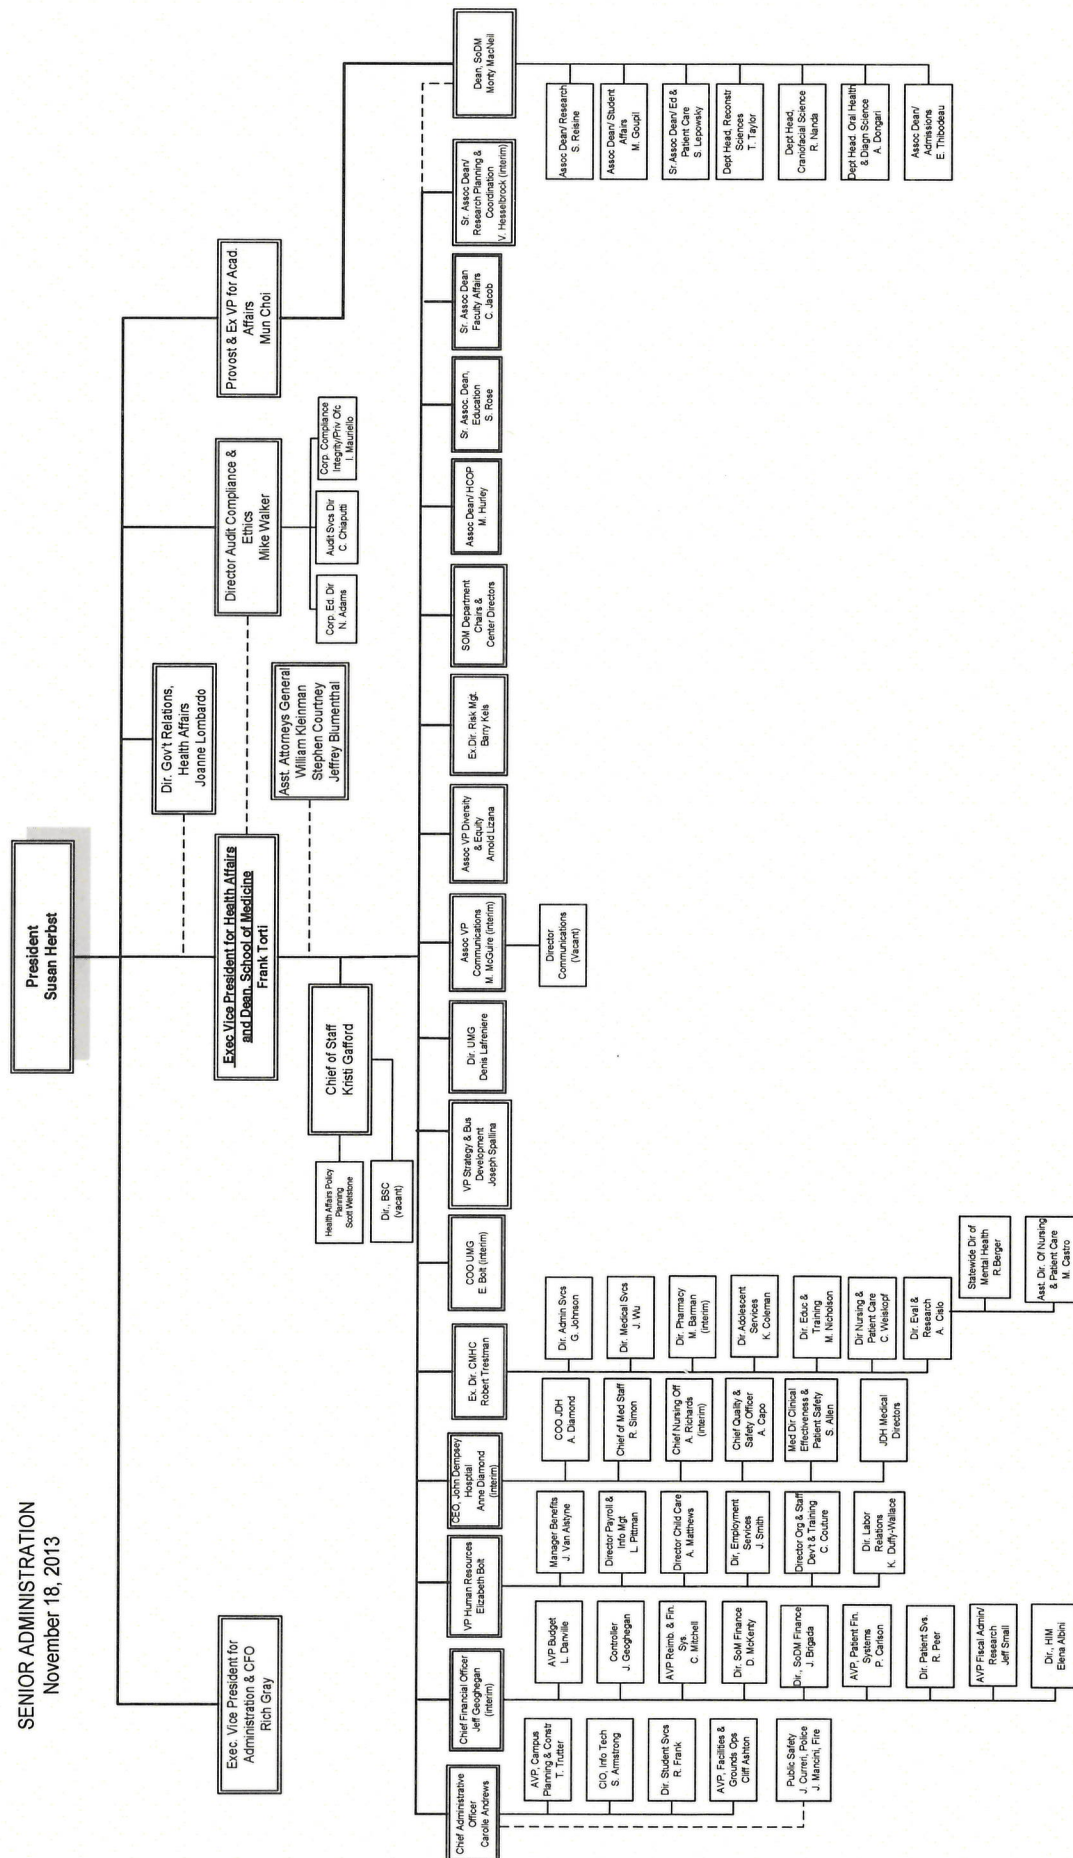 SENIOR ADMINISTRATION
November 18, 2013
President
Susan Herbst
Exec. Vice President for
Administration & CFO
Rich Gray
Exec Vice President for Health Affairs
and Dean, School of Medicine
Frank Torti
Dir. Gov't Relations,
Health Affairs
Joanne Lombardo
Director Audit Compliance &
Ethics
Mike Walker
Provost & Ex VP for Acad.
Affairs
Mun Choi
Corp. Ed. Dir
N. Adams
Audit Svcs Dir
C. Chiaputti
Corp. Compliance
Integrity/Priv Ofc
I. Mauriello
Asst. Attorneys General
William Kleinman
Stephen Courtney
Jeffrey Blumenthal
Chief of Staff
Kristi Gafford
Health Affairs Policy
Planning
Scott Wetstone
Dir., BSC
(vacant)
Chief Administrative
Officer
Carolle Andrews
Chief Financial Officer
Jeff Geoghegan
(interim)
VP Human Resources
Elizabeth Bolt
CEO, John Dempsey
Hosptial
Anne Diamond
(interim)
Ex. Dir. CMHC
Robert Trestman
COO UMG
E. Bolt (interim)
VP Strategy & Bus
Development
Joseph Spallina
Dir. UMG
Denis Lafreniere
Assoc VP
Communications
M. McGuire (interim)
Assoc VP Diversity
& Equity
Arnold Lizana
Ex.Dir. Risk Mgt.
Barry Kels
SOM Department
Chairs &
Center Directors
Assoc Dean/ HCOP
M. Hurley
Sr. Assoc. Dean,
Education
S. Rose
Sr. Assoc Dean
Faculty Affairs
C. Jacob
Sr. Assoc Dean/
Research Planning &
Coordination
V. Hesselbrock (interim)
Dean, SoDM
Monty MacNeil
AVP, Campus
Planning & Constr
T. Trutter
CIO, Info Tech
S. Armstrong
Dir. Student Svcs
R. Frank
AVP, Facilities &
Grounds Ops
Cliff Ashton
Public Safety
J. Curreri, Police
J. Mancini, Fire
AVP Budget
L. Danville
Controller
J. Geoghegan
AVP Reimb. & Fin.
Sys.
C. Mitchell
Dir. SoM Finance
D. McKenty
Dir., SoDM Finance
J. Brigada
AVP, Patient Fin.
Systems
P. Carlson
Dir. Patient Svs.
R. Peer
AVP Fiscal Admin/
Research
Jeff Small
Dir., HIM
Elena Albini
Manager Benefits
J. Van Alstyne
Director Payroll &
Info Mgt
L. Pittman
Director Child Care
A. Matthews
Dir, Employment
Services
J. Smith
Director Org & Staff
Dev't & Training
C. Couture
Dir. Labor
Relations
K. Duffy-Wallace
COO JDH
A. Diamond
Chief of Med Staff
R. Simon
Chief Nursing Off
A. Richards
(interim)
Chief Quality &
Safety Officer
A. Capo
Med Dir Clinical
Effectiveness &
Patient Safety
S. Allen
JDH Medical
Directors
Dir. Admin Svcs
G. Johnson
Dir. Medical Svcs
J. Wu
Dir. Pharmacy
M. Barman
(interim)
Dir Adolescent
Services
K. Coleman
Dir. Educ &
Training
M. Nicholson
Dir Nursing &
Patient Care
C. Weiskopf
Dir. Eval &
Research
A. Cislo
Statewide Dir of
Mental Health
R.Berger
Asst. Dir. Of Nursing
& Patient Care
M. Castro
Director
Communications
(Vacant)
Assoc Dean/ Research
S. Reisine
Assoc Dean/ Student
Affairs
M. Goupil
Sr.Assoc Dean/ Ed &
Patient Care
S. Lepowsky
Dept Head, Reconstr
Sciences
T. Taylor
Dept Head,
Craniofacial Science
R. Nanda
Dept Head. Oral Health
& Diagn Science
A. Dongari
Assoc Dean/
Admissions
E. Thibodeau